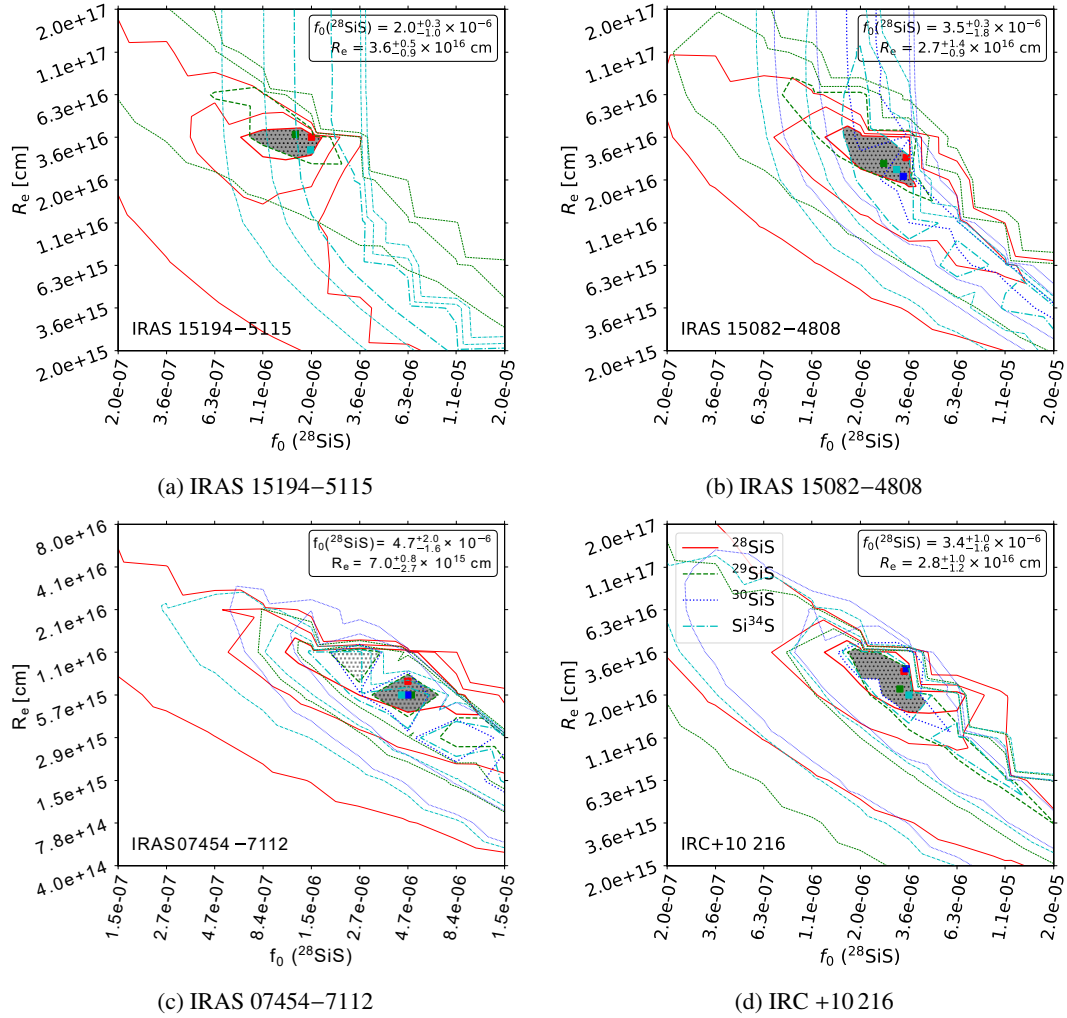 f₀(²⁸SiS) = 2.0 +0.3 −1.0 × 10⁻⁶
Rₑ = 3.6 +0.5 −0.9 × 10¹⁶ cm
2.0e+17
1.1e+17
6.3e+16
3.6e+16
2.0e+16
1.1e+16
6.3e+15
3.6e+15
2.0e+15
Rₑ [cm]
IRAS 15194−5115
2.0e-07
3.6e-07
6.3e-07
1.1e-06
2.0e-06
3.6e-06
6.3e-06
1.1e-05
2.0e-05
f₀ (²⁸SiS)
(a) IRAS 15194−5115
f₀(²⁸SiS) = 3.5 +0.3 −1.8 × 10⁻⁶
Rₑ = 2.7 +1.4 −0.9 × 10¹⁶ cm
2.0e+17
1.1e+17
6.3e+16
3.6e+16
2.0e+16
1.1e+16
6.3e+15
3.6e+15
2.0e+15
Rₑ [cm]
IRAS 15082−4808
2.0e-07
3.6e-07
6.3e-07
1.1e-06
2.0e-06
3.6e-06
6.3e-06
1.1e-05
2.0e-05
f₀ (²⁸SiS)
(b) IRAS 15082−4808
f₀(²⁸SiS) = 4.7 +2.0 −1.6 × 10⁻⁶
Rₑ = 7.0 +0.8 −2.7 × 10¹⁵ cm
8.0e+16
4.1e+16
2.1e+16
1.1e+16
5.7e+15
2.9e+15
1.5e+15
7.8e+14
4.0e+14
Rₑ [cm]
IRAS07454−7112
1.5e-07
2.7e-07
4.7e-07
8.4e-07
1.5e-06
2.7e-06
4.7e-06
8.4e-06
1.5e-05
f₀ (²⁸SiS)
(c) IRAS 07454−7112
f₀(²⁸SiS) = 3.4 +1.0 −1.6 × 10⁻⁶
Rₑ = 2.8 +1.0 −1.2 × 10¹⁶ cm
²⁸SiS
²⁹SiS
³⁰SiS
Si³⁴S
2.0e+17
1.1e+17
6.3e+16
3.6e+16
2.0e+16
1.1e+16
6.3e+15
3.6e+15
2.0e+15
Rₑ [cm]
IRC+10 216
2.0e-07
3.6e-07
6.3e-07
1.1e-06
2.0e-06
3.6e-06
6.3e-06
1.1e-05
2.0e-05
f₀ (²⁸SiS)
(d) IRC +10 216